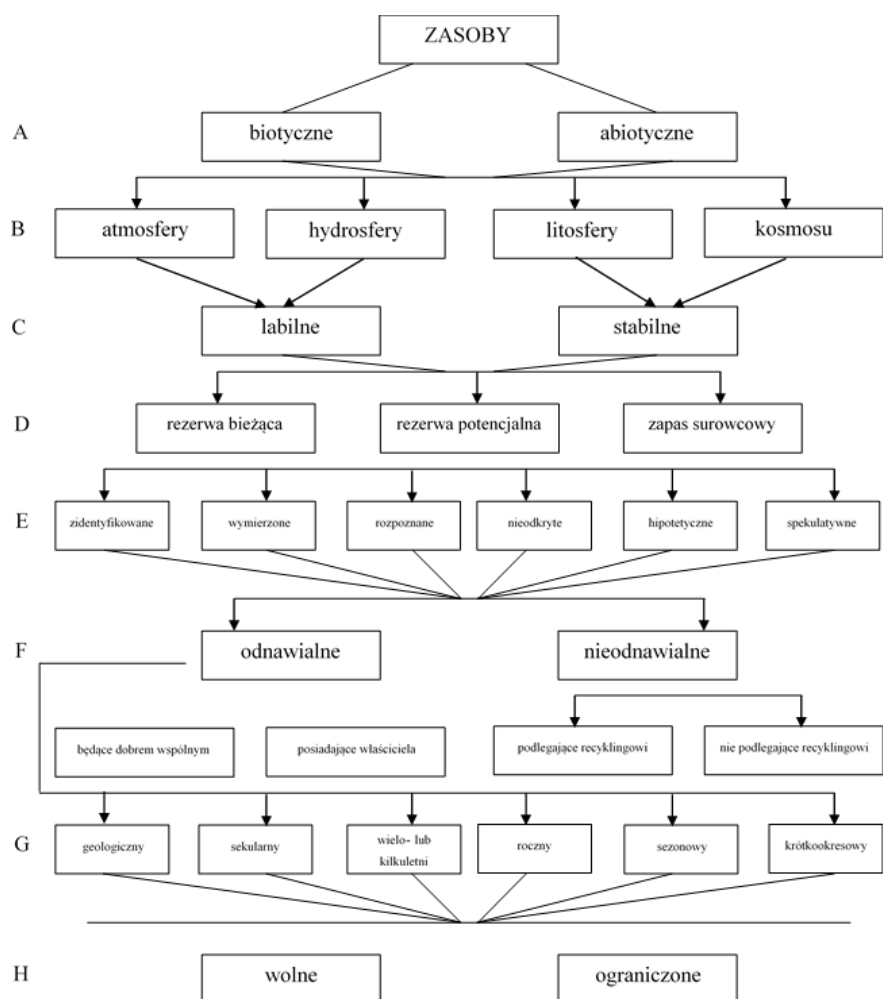 ZASOBY
A
biotyczne
abiotyczne
B
atmosfery
hydrosfery
litosfery
kosmosu
C
labilne
stabilne
D
rezerwa bieżąca
rezerwa potencjalna
zapas surowcowy
E
zidentyfikowane
wymierzone
rozpoznane
nieodkryte
hipotetyczne
spekulatywne
F
odnawialne
nieodnawialne
będące dobrem wspólnym
posiadające właściciela
podlegające recyklingowi
nie podlegające recyklingowi
G
geologiczny
sekularny
wielo- lub
kilkuletni
roczny
sezonowy
krótkookresowy
H
wolne
ograniczone